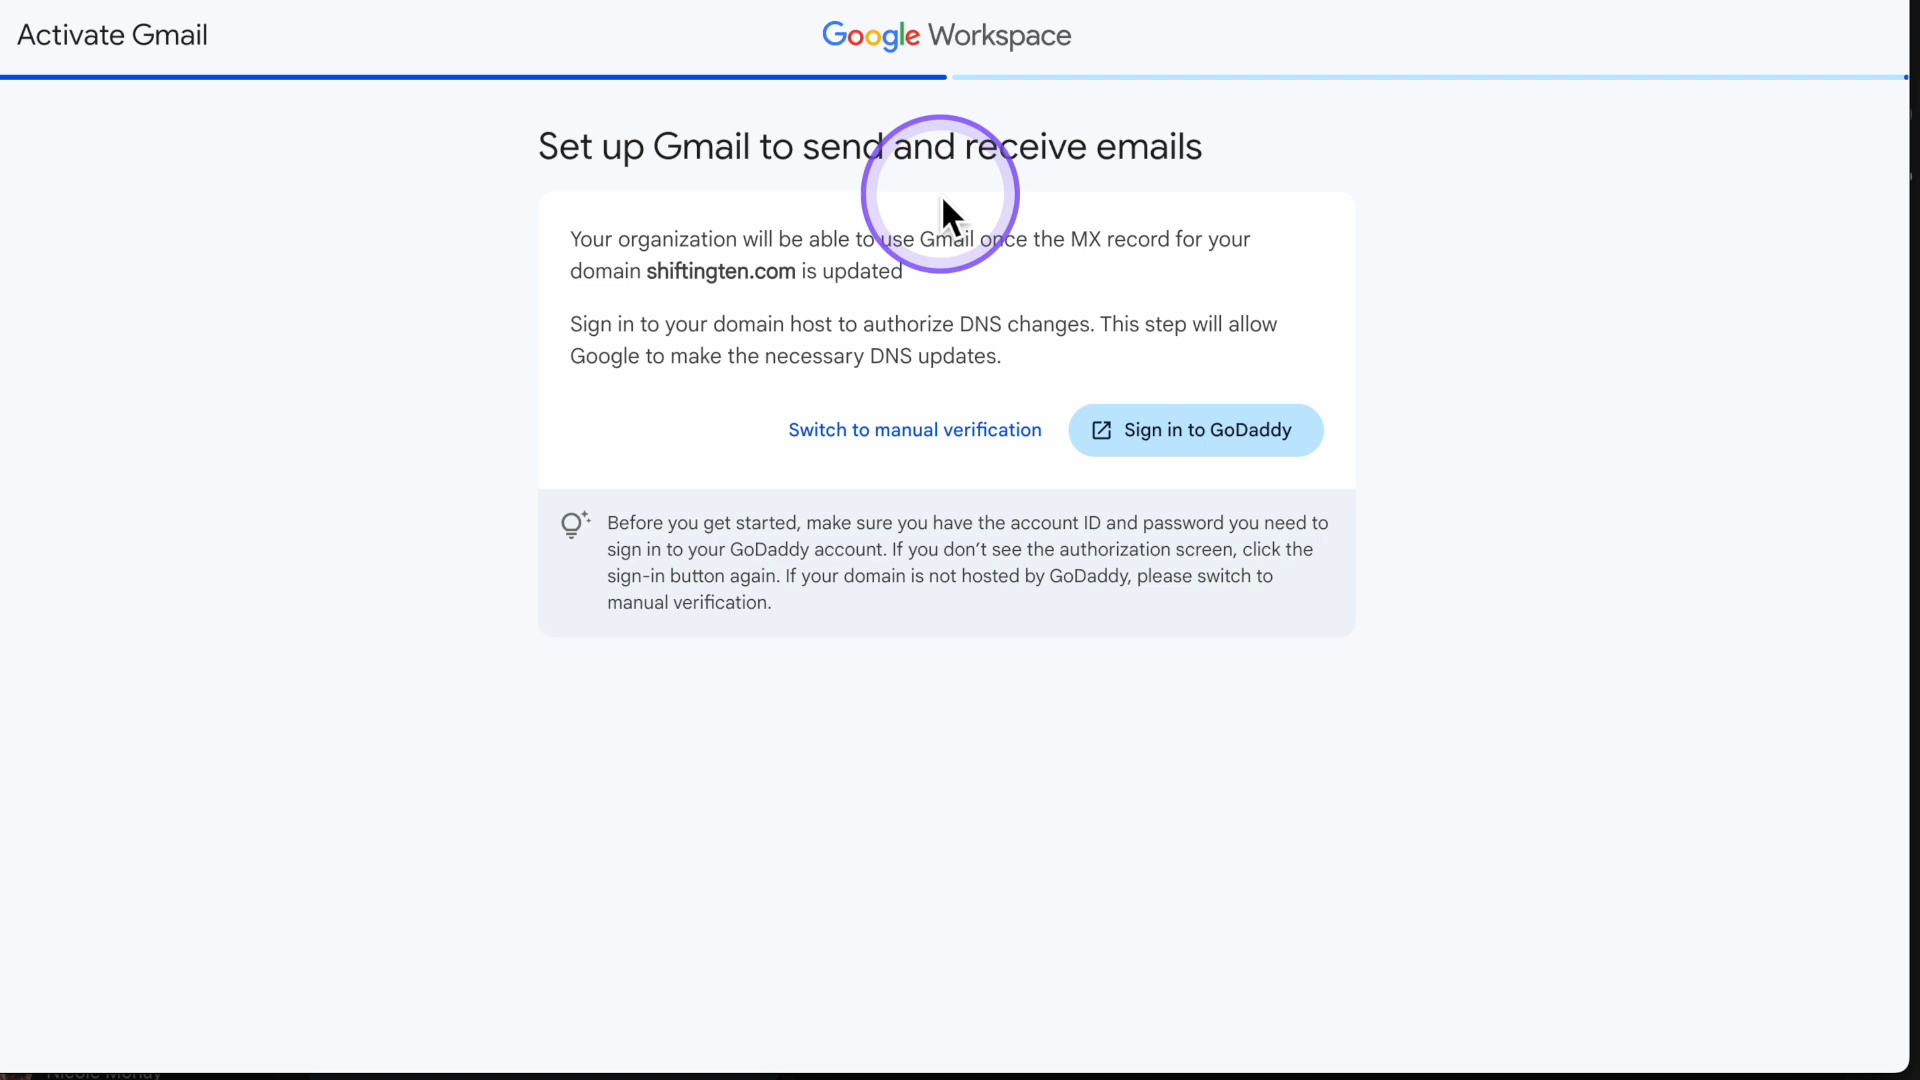 Activate Gmail
Google Workspace
Set up Gmail to send and receive emails
Your organization will be able to use Gmail once the MX record for your
domain shiftingten.com is updated
Sign in to your domain host to authorize DNS changes. This step will allow
Google to make the necessary DNS updates.
Switch to manual verification
Sign in to GoDaddy
Before you get started, make sure you have the account ID and password you need to
sign in to your GoDaddy account. If you don’t see the authorization screen, click the
sign-in button again. If your domain is not hosted by GoDaddy, please switch to
manual verification.